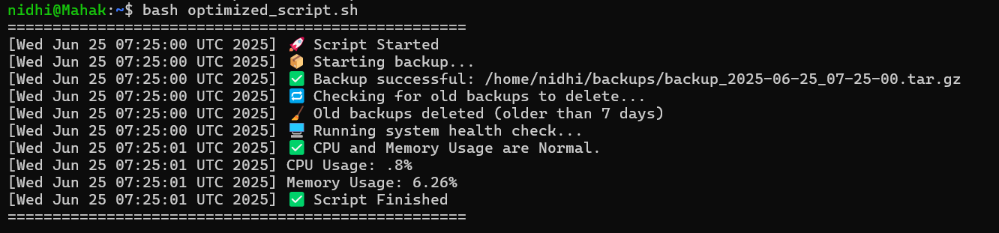 nidhi@Mahak:~$ bash optimized_script.sh
===================================================
[Wed Jun 25 07:25:00 UTC 2025] 🚀 Script Started
[Wed Jun 25 07:25:00 UTC 2025] 📦 Starting backup...
[Wed Jun 25 07:25:00 UTC 2025] ✅ Backup successful: /home/nidhi/backups/backup_2025-06-25_07-25-00.tar.gz
[Wed Jun 25 07:25:00 UTC 2025] 🔁 Checking for old backups to delete...
[Wed Jun 25 07:25:00 UTC 2025] 🧹 Old backups deleted (older than 7 days)
[Wed Jun 25 07:25:00 UTC 2025] 🖥️ Running system health check...
[Wed Jun 25 07:25:01 UTC 2025] ✅ CPU and Memory Usage are Normal.
[Wed Jun 25 07:25:01 UTC 2025] CPU Usage: .8%
[Wed Jun 25 07:25:01 UTC 2025] Memory Usage: 6.26%
[Wed Jun 25 07:25:01 UTC 2025] ✅ Script Finished
===================================================